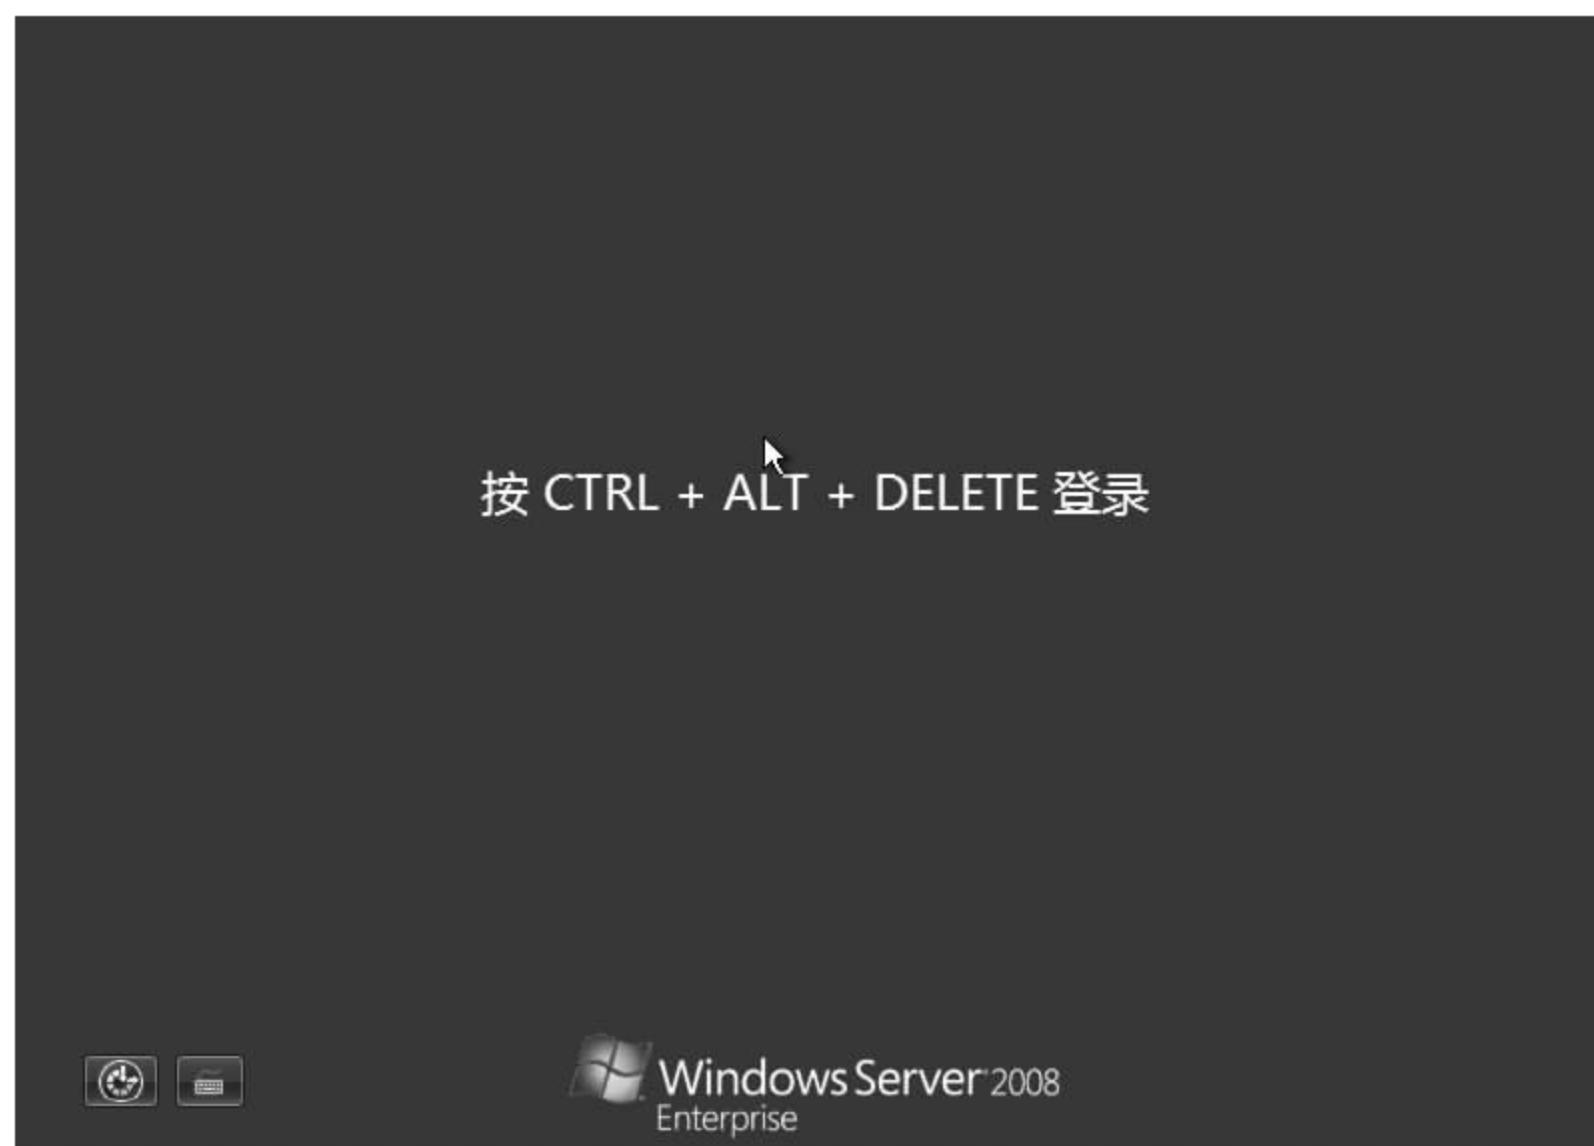 按 CTRL + ALT + DELETE 登录
Windows Server 2008
Enterprise